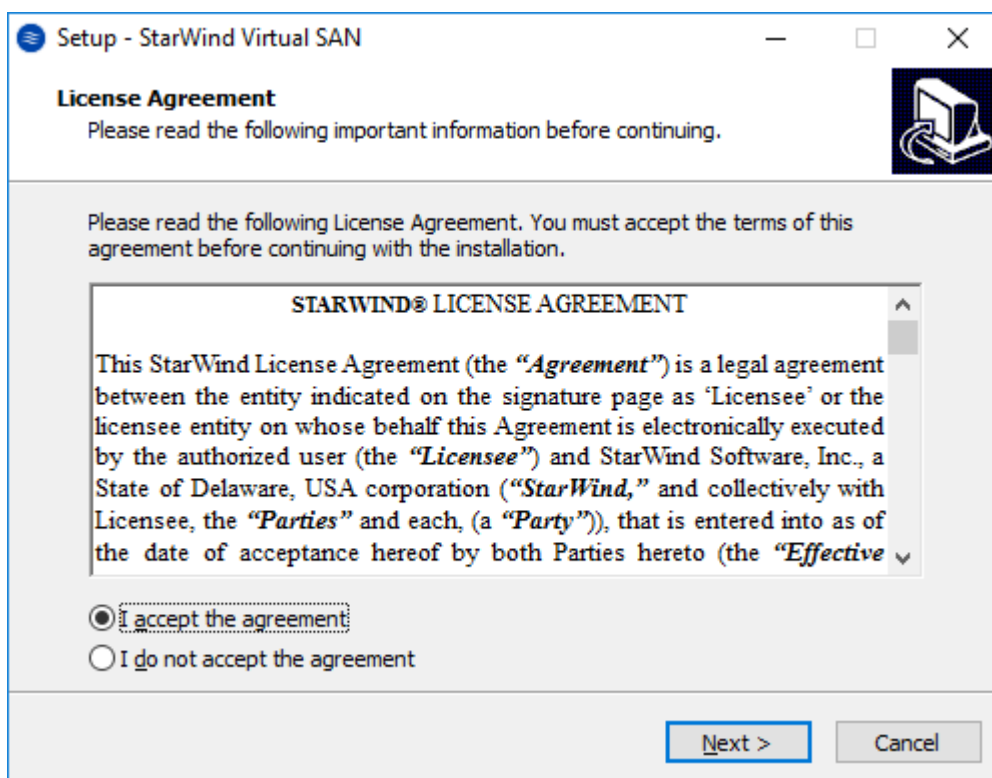 Setup - StarWind Virtual SAN
License Agreement
Please read the following important information before continuing.
Please read the following License Agreement. You must accept the terms of this
agreement before continuing with the installation.
STARWIND® LICENSE AGREEMENT
This StarWind License Agreement (the “Agreement”) is a legal agreement
between the entity indicated on the signature page as ‘Licensee’ or the
licensee entity on whose behalf this Agreement is electronically executed
by the authorized user (the “Licensee”) and StarWind Software, Inc., a
State of Delaware, USA corporation (“StarWind,” and collectively with
Licensee, the “Parties” and each, (a “Party”)), that is entered into as of
the date of acceptance hereof by both Parties hereto (the “Effective
I accept the agreement
I do not accept the agreement
Next >
Cancel